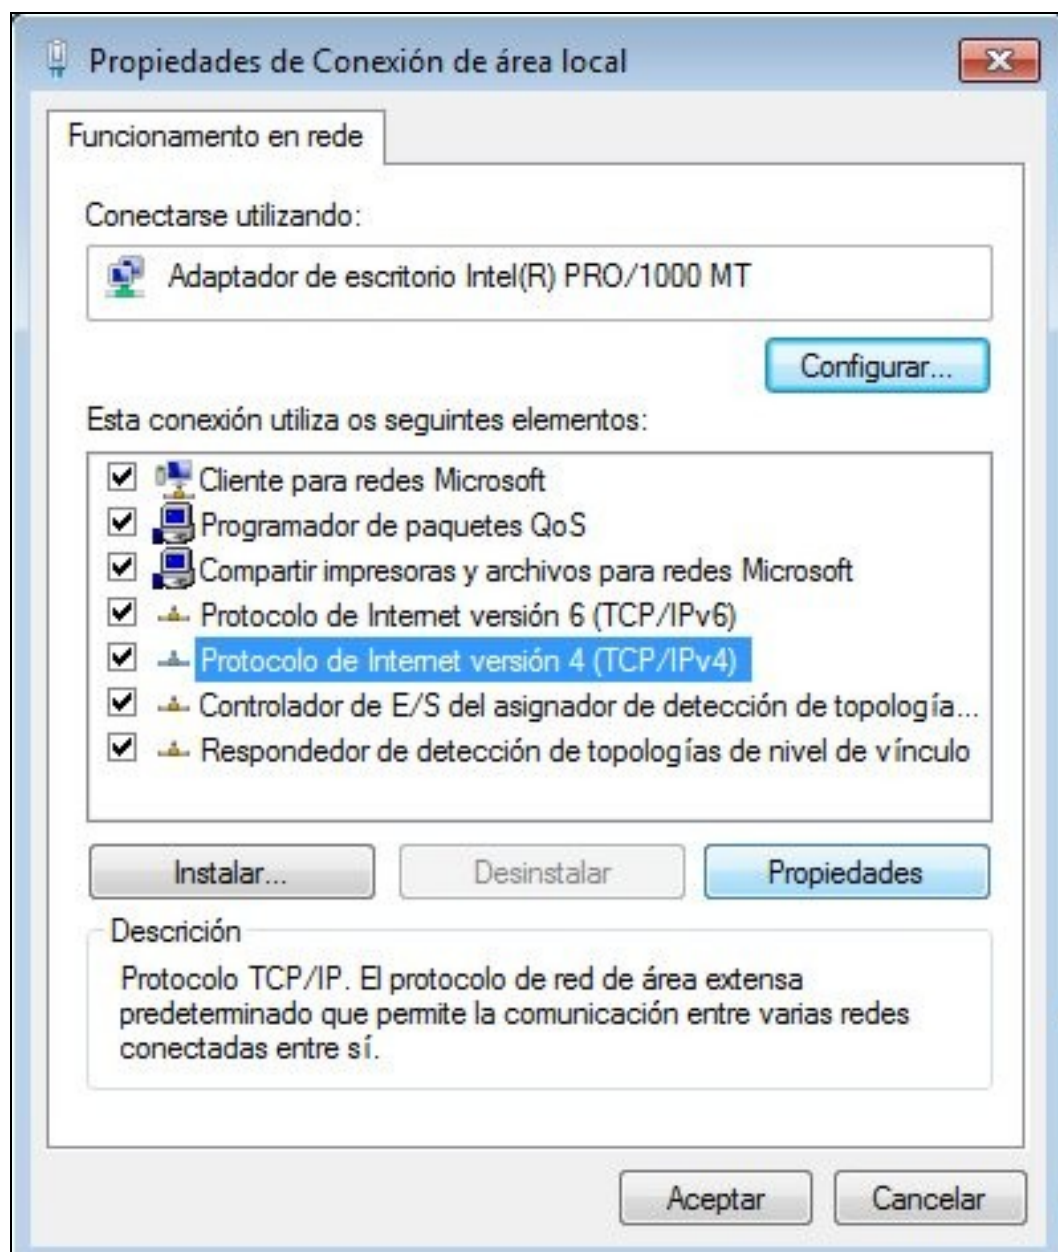 Propiedades de Conexión de área local
Funcionamento en rede
Conectarse utilizando:
Adaptador de escritorio Intel(R) PRO/1000 MT
Configurar...
Esta conexión utiliza os seguintes elementos:
Cliente para redes Microsoft
Programador de paquetes QoS
Compartir impresoras y archivos para redes Microsoft
Protocolo de Internet versión 6 (TCP/IPv6)
Protocolo de Internet versión 4 (TCP/IPv4)
Controlador de E/S del asignador de detección de topología...
Respondedor de detección de topologías de nivel de vínculo
Instalar... Desinstalar Propiedades
Descrición
Protocolo TCP/IP. El protocolo de red de área extensa
predeterminado que permite la comunicación entre varias redes
conectadas entre sí.
Aceptar Cancelar